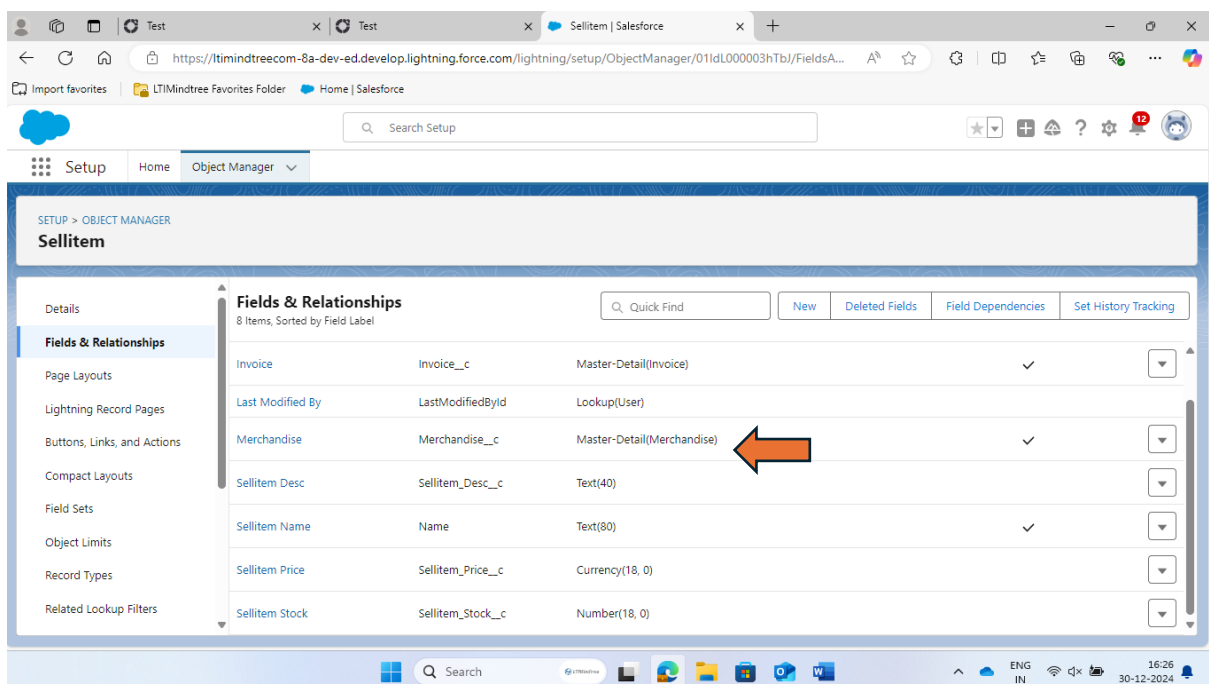 Test
Test
Sellitem | Salesforce
https://ltimindtreecom-8a-dev-ed.develop.lightning.force.com/lightning/setup/ObjectManager/01IdL000003hTbJ/FieldsA...
Import favorites
LTIMindtree Favorites Folder
Home | Salesforce
Search Setup
12
Setup
Home
Object Manager
SETUP > OBJECT MANAGER
Sellitem
Details
Fields & Relationships
Page Layouts
Lightning Record Pages
Buttons, Links, and Actions
Compact Layouts
Field Sets
Object Limits
Record Types
Related Lookup Filters
Fields & Relationships
8 Items, Sorted by Field Label
Quick Find
New
Deleted Fields
Field Dependencies
Set History Tracking
Invoice Invoice__c Master-Detail(Invoice)
Last Modified By LastModifiedById Lookup(User)
Merchandise Merchandise__c Master-Detail(Merchandise)
Sellitem Desc Sellitem_Desc__c Text(40)
Sellitem Name Name Text(80)
Sellitem Price Sellitem_Price__c Currency(18, 0)
Sellitem Stock Sellitem_Stock__c Number(18, 0)
Search
LTIMindtree
ENG
IN
16:26
30-12-2024